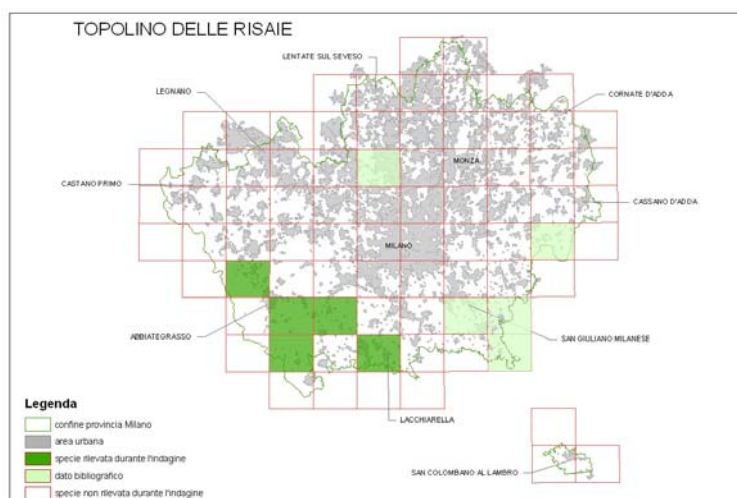 TOPOLINO DELLE RISAIE
LENTATE SUL SEVESO
LEGNANO
CORNATE D'ADDA
MONZA
CASTANO PRIMO
CASSANO D'ADDA
MILANO
ABBIATEGRASSO
SAN GIULIANO MILANESE
Legenda
confine provincia Milano
area urbana
specie rilevata durante l'indagine
dato bibliografico
specie non rilevata durante l'indagine
LACCHIARELLA
SAN COLOMBANO AL LAMBRO